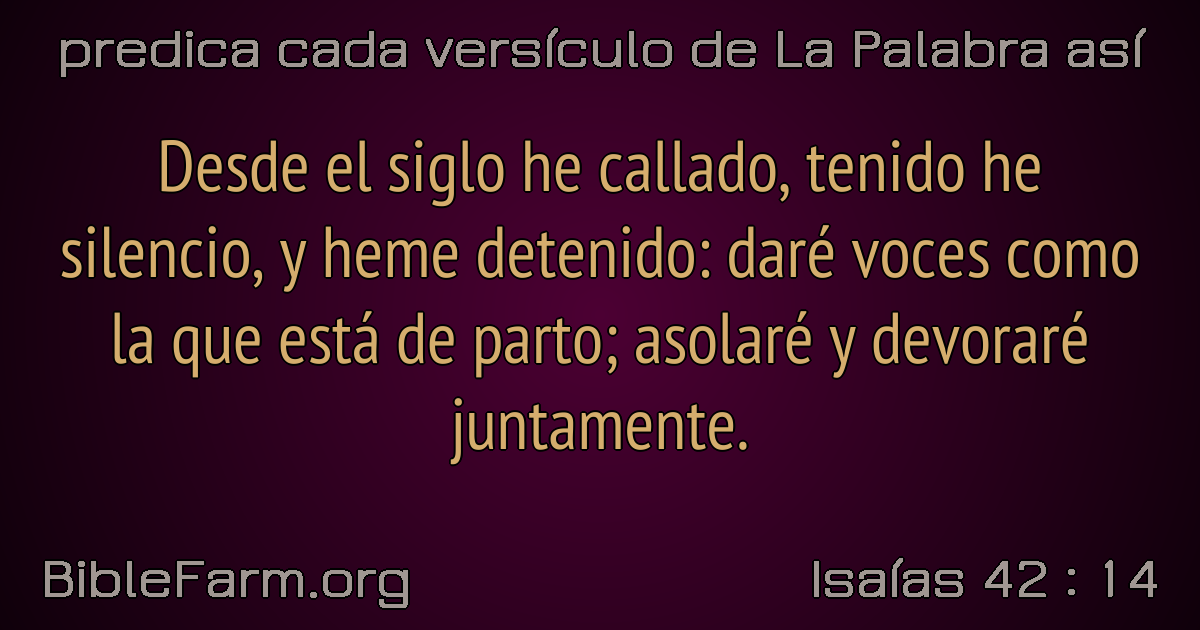 predica cada versículo de La Palabra así
Desde el siglo he callado, tenido he
silencio, y heme detenido: daré voces como
la que está de parto; asolaré y devoraré
juntamente.
BibleFarm.org
Isaías 42 : 14